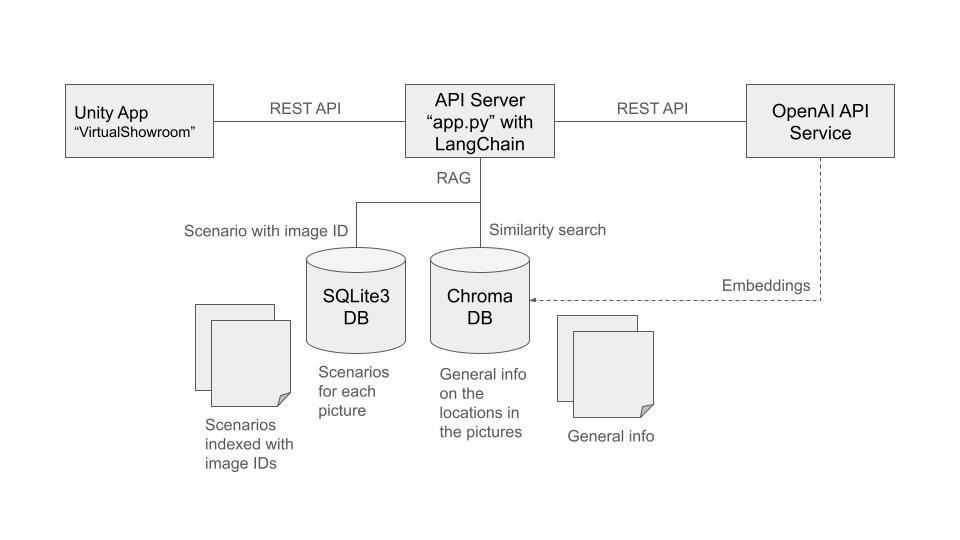 Unity App
“VirtualShowroom”
REST API
API Server
“app.py” with
LangChain
REST API
OpenAI API
Service
RAG
Scenario with image ID
Similarity search
SQLite3
DB
Chroma
DB
Embeddings
Scenarios
for each
picture
General info
on the
locations in
the pictures
Scenarios
indexed with
image IDs
General info